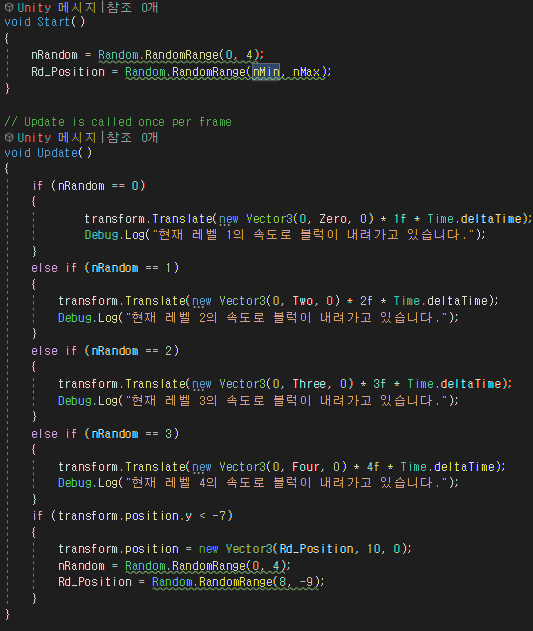 Unity 메시지|참조 0개
void Start()
{
nRandom = Random.RandomRange(0, 4);
Rd_Position = Random.RandomRange(nMin, nMax);
}
// Update is called once per frame
Unity 메시지|참조 0개
void Update()
{
if (nRandom == 0)
{
transform.Translate(new Vector3(0, Zero, 0) * 1f * Time.deltaTime);
Debug.Log("현재 레벨 1의 속도로 블럭이 내려가고 있습니다.");
}
else if (nRandom == 1)
{
transform.Translate(new Vector3(0, Two, 0) * 2f * Time.deltaTime);
Debug.Log("현재 레벨 2의 속도로 블럭이 내려가고 있습니다.");
}
else if (nRandom == 2)
{
transform.Translate(new Vector3(0, Three, 0) * 3f * Time.deltaTime);
Debug.Log("현재 레벨 3의 속도로 블럭이 내려가고 있습니다.");
}
else if (nRandom == 3)
{
transform.Translate(new Vector3(0, Four, 0) * 4f * Time.deltaTime);
Debug.Log("현재 레벨 4의 속도로 블럭이 내려가고 있습니다.");
}
if (transform.position.y < -7)
{
transform.position = new Vector3(Rd_Position, 10, 0);
nRandom = Random.RandomRange(0, 4);
Rd_Position = Random.RandomRange(8, -9);
}
}